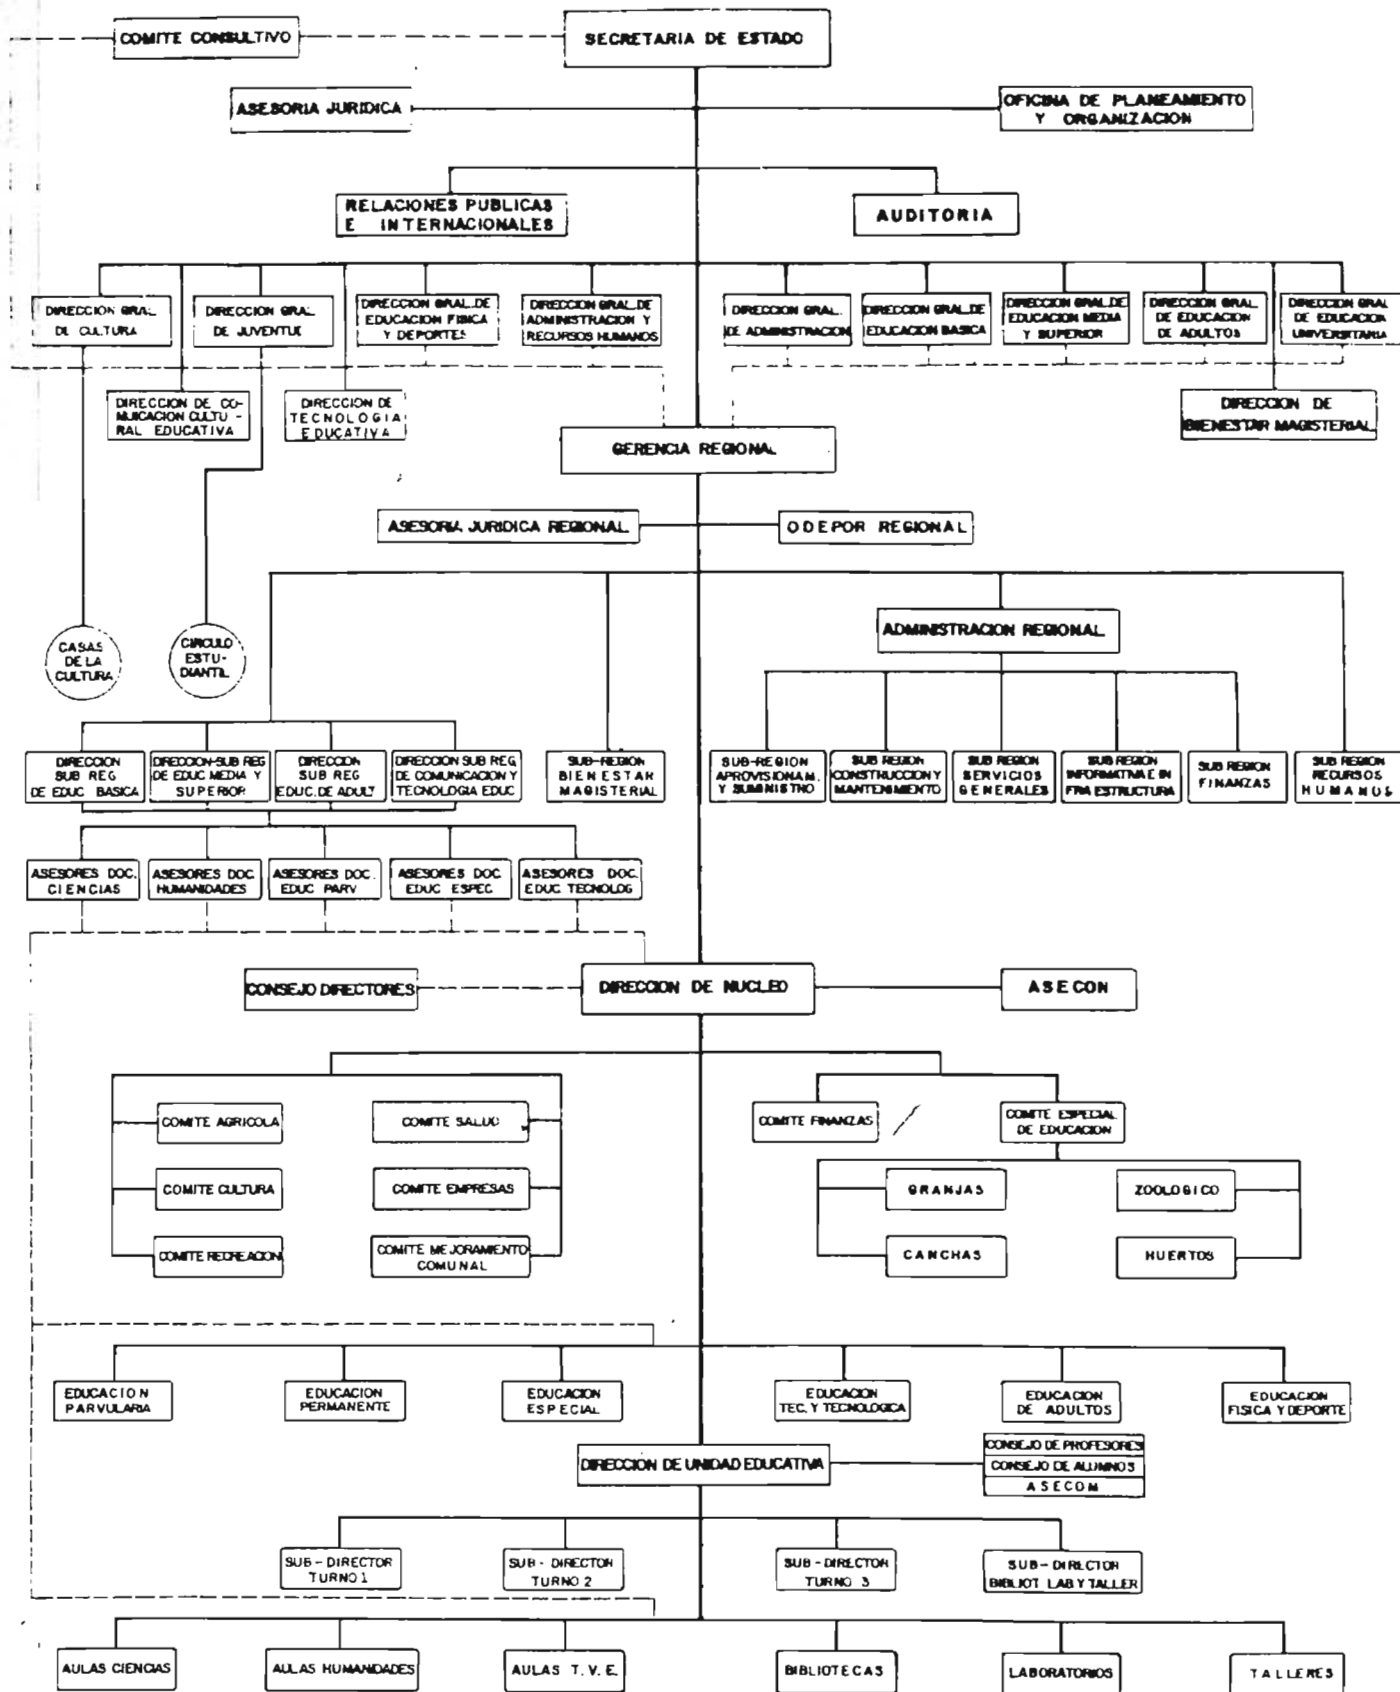 COMITE CONSULTIVO
SECRETARIA DE ESTADO
ASESORIA JURIDICA
OFICINA DE PLANEAMIENTO
Y ORGANIZACION
RELACIONES PUBLICAS
E INTERNACIONALES
AUDITORIA
DIRECCION GRAL
DE CULTURA
DIRECCION GRAL
DE JUVENTUD
DIRECCION GRAL. DE
EDUCACION FISICA
Y DEPORTES
DIRECCION GRAL. DE
ADMINISTRACION Y
RECURSOS HUMANOS
DIRECCION GRAL.
DE ADMINISTRACION
DIRECCION GRAL. DE
EDUCACION BASICA
DIRECCION GRAL. DE
EDUCACION MEDIA
Y SUPERIOR
DIRECCION GRAL
DE EDUCACION
DE ADULTOS
DIRECCION GRAL
DE EDUCACION
UNIVERSITARIA
DIRECCION DE CO-
MUICACION CULTU-
RAL EDUCATIVA
DIRECCION DE
TECNOLOGIA
EDUCATIVA
DIRECCION DE
BIENESTAR MAGISTERIAL
GERENCIA REGIONAL
ASESORIA JURIDICA REGIONAL
ODEPOR REGIONAL
CASAS
DE LA
CULTURA
CIRCULO
ESTU-
DIANTIL
ADMINISTRACION REGIONAL
DIRECCION
SUB REG
DE EDUC BASICA
DIRECCION-SUB REG
DE EDUC MEDIA Y
SUPERIOR
DIRECCION
SUB REG
EDUC. DE ADULT
DIRECCION SUB REG
DE COMUNICACION Y
TECNOLOGIA EDUC
SUB-REGION
BIENESTAR
MAGISTERIAL
SUB-REGION
APROVISIONAM.
Y SUMINISTRO
SUB REGION
CONSTRUCCION Y
MANTENIMIENTO
SUB REGION
SERVICIOS
GENERALES
SUB REGION
INFORMATIVA E IN
FRA ESTRUCTURA
SUB REGION
FINANZAS
SUB REGION
RECURSOS
HUMANOS
ASESORES DOC.
CIENCIAS
ASESORES DOC
HUMANIDADES
ASESORES DOC.
EDUC PARV
ASESORES DOC
EDUC ESPEC
ASESORES DOC.
EDUC TECNOLOG
CONSEJO DIRECTORES
DIRECCION DE NUCLEO
ASECON
COMITE AGRICOLA
COMITE SALUD
COMITE FINANZAS
COMITE ESPECIAL
DE EDUCACION
COMITE CULTURA
COMITE EMPRESAS
GRANJAS
ZOOLOGICO
COMITE RECREACION
COMITE MEJORAMIENTO
COMUNAL
CANCHAS
HUERTOS
EDUCACION
PARVULARIA
EDUCACION
PERMANENTE
EDUCACION
ESPECIAL
EDUCACION
TEC. Y TECNOLOGICA
EDUCACION
DE ADULTOS
EDUCACION
FISICA Y DEPORTE
DIRECCION DE UNIDAD EDUCATIVA
CONSEJO DE PROFESORES
CONSEJO DE ALUMNOS
ASECOM
SUB-DIRECTOR
TURNO 1
SUB-DIRECTOR
TURNO 2
SUB-DIRECTOR
TURNO 3
SUB-DIRECTOR
BIBLIOT LAB Y TALLER
AULAS CIENCIAS
AULAS HUMANIDADES
AULAS T. V. E.
BIBLIOTECAS
LABORATORIOS
TALLERES